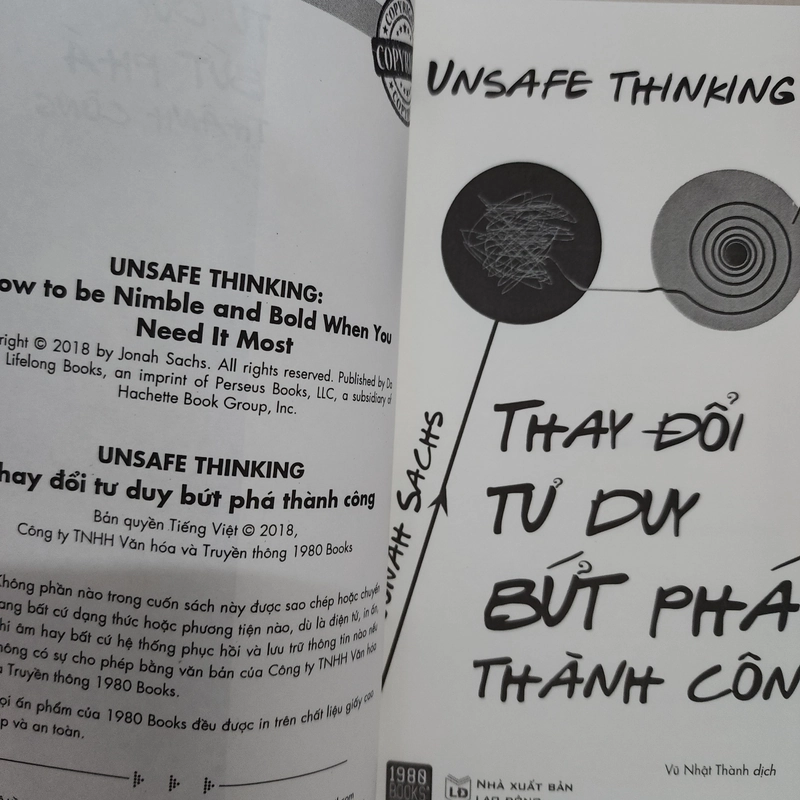 COPYRIGHT
UNSAFE THINKING:
to be Nimble and Bold When You
Need It Most
© 2018 by Jonah Sachs. All rights reserved. Published by Da
Lifelong Books, an imprint of Perseus Books, LLC, a subsidiary of
Hachette Book Group, Inc.
UNSAFE THINKING
hay đổi tư duy bứt phá thành công
Bản quyền Tiếng Việt © 2018,
Công ty TNHH Văn hóa và Truyền thông 1980 Books
Không phần nào trong cuốn sách này được sao chép hoặc chuyển
bất cứ dạng thức hoặc phương tiện nào, dù là điện tử, in ấn,
âm hay bất cứ hệ thống phục hồi và lưu trữ thông tin nào nếu
không có sự cho phép bằng văn bản của Công ty TNHH Văn hóa
Truyền thông 1980 Books.
ấn phẩm của 1980 Books đều được in trên chất liệu giấy cao
và an toàn.
UNSAFE THINKING
JONAH SACHS
THAY ĐỔI
TƯ DUY
BỨT PHÁ
THÀNH CÔN
Vũ Nhật Thành dịch
1980
BOOKS
LD
NHÀ XUẤT BẢN
LAO ĐỘNG